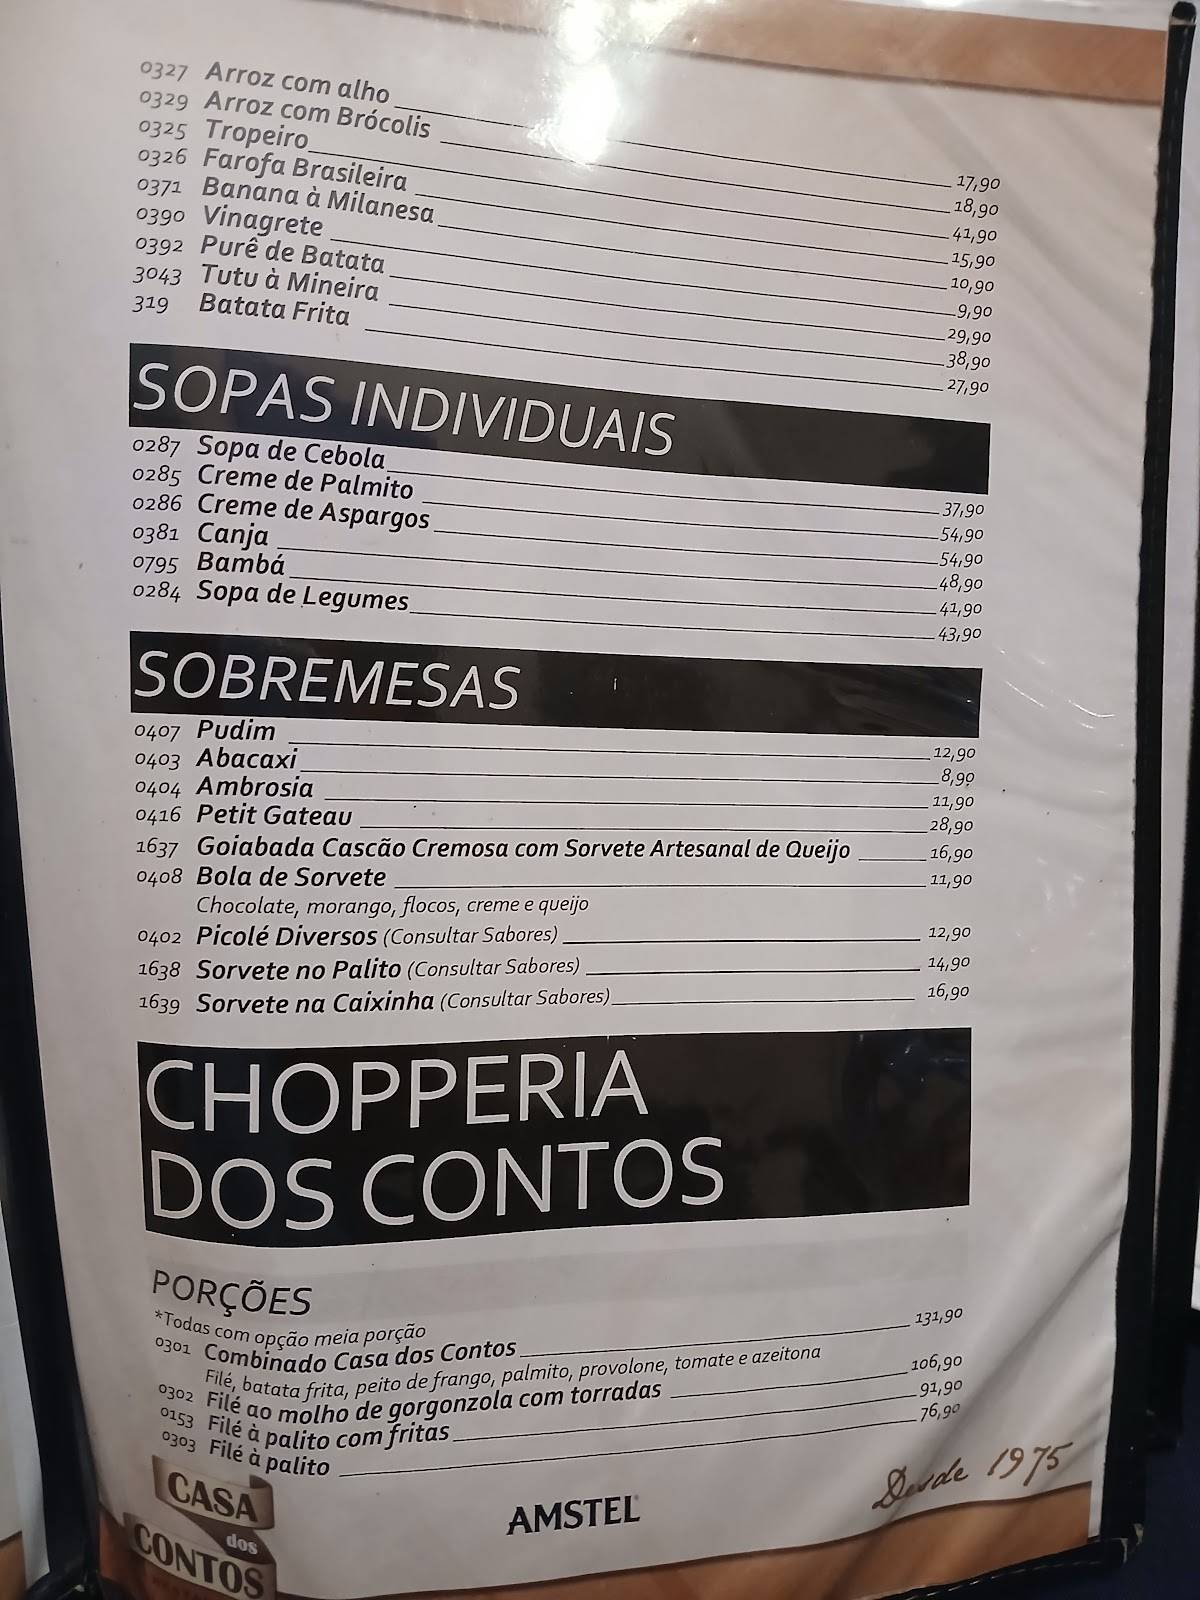 0327 Arroz com alho 17,90
0329 Arroz com Brócolis 18,90
0325 Tropeiro 41,90
0326 Farofa Brasileira 15,90
0371 Banana à Milanesa 10,90
0390 Vinagrete 9,90
0392 Purê de Batata 29,90
3043 Tutu à Mineira 38,90
319 Batata Frita 27,90
SOPAS INDIVIDUAIS
0287 Sopa de Cebola 37,90
0285 Creme de Palmito 54,90
0286 Creme de Aspargos 54,90
0381 Canja 48,90
0795 Bambá 41,90
0284 Sopa de Legumes 43,90
SOBREMESAS
0407 Pudim 12,90
0403 Abacaxi 8,90
0404 Ambrosia 11,90
0416 Petit Gateau 28,90
1637 Goiabada Cascão Cremosa com Sorvete Artesanal de Queijo 16,90
0408 Bola de Sorvete 11,90
Chocolate, morango, flocos, creme e queijo
0402 Picolé Diversos (Consultar Sabores) 12,90
1638 Sorvete no Palito (Consultar Sabores) 14,90
1639 Sorvete na Caixinha (Consultar Sabores) 16,90
CHOPPERIA
DOS CONTOS
PORÇÕES
*Todas com opção meia porção
0301 Combinado Casa dos Contos 131,90
Filé, batata frita, peito de frango, palmito, provolone, tomate e azeitona
0302 Filé ao molho de gorgonzola com torradas 106,90
0153 Filé à palito com fritas 91,90
0303 Filé à palito 76,90
CASA
dos
CONTOS
AMSTEL
Desde 1975